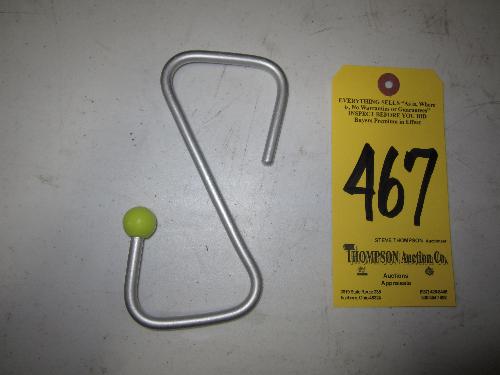 EVERYTHING SELLS "As is, Where
is, No Warranties or Guarantees"
INSPECT BEFORE YOU BID
Buyers Premium in Effect
467
STEVE THOMPSON Auctioneer
THOMPSON Auction Co.
#1
Auctions
Appraisals